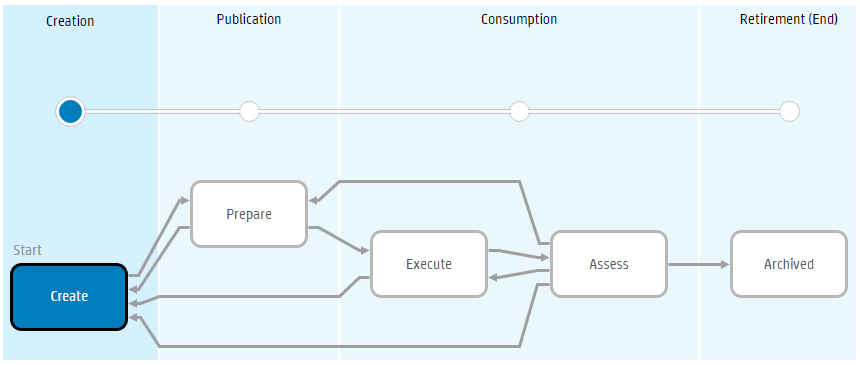 Creation
Publication
Consumption
Retirement (End)
Prepare
Start
Create
Execute
Assess
Archived